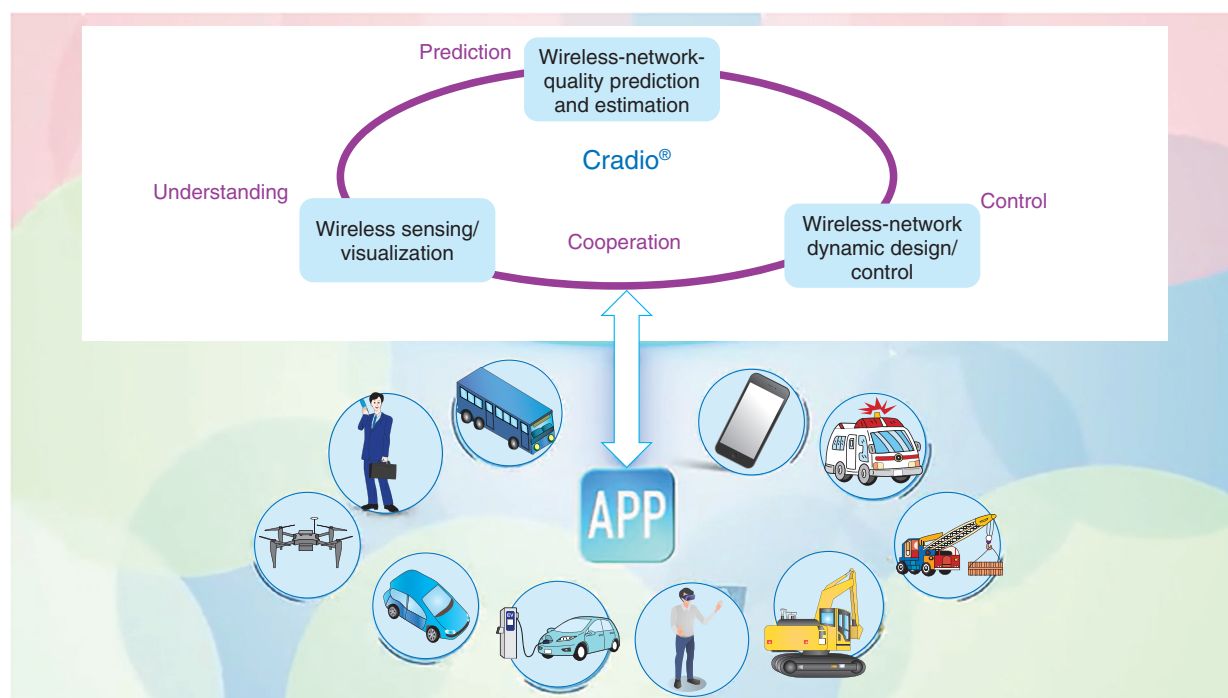 Prediction
Wireless-network-
quality prediction
and estimation
Cradio®
Understanding
Control
Wireless sensing/
visualization
Cooperation
Wireless-network
dynamic design/
control
APP